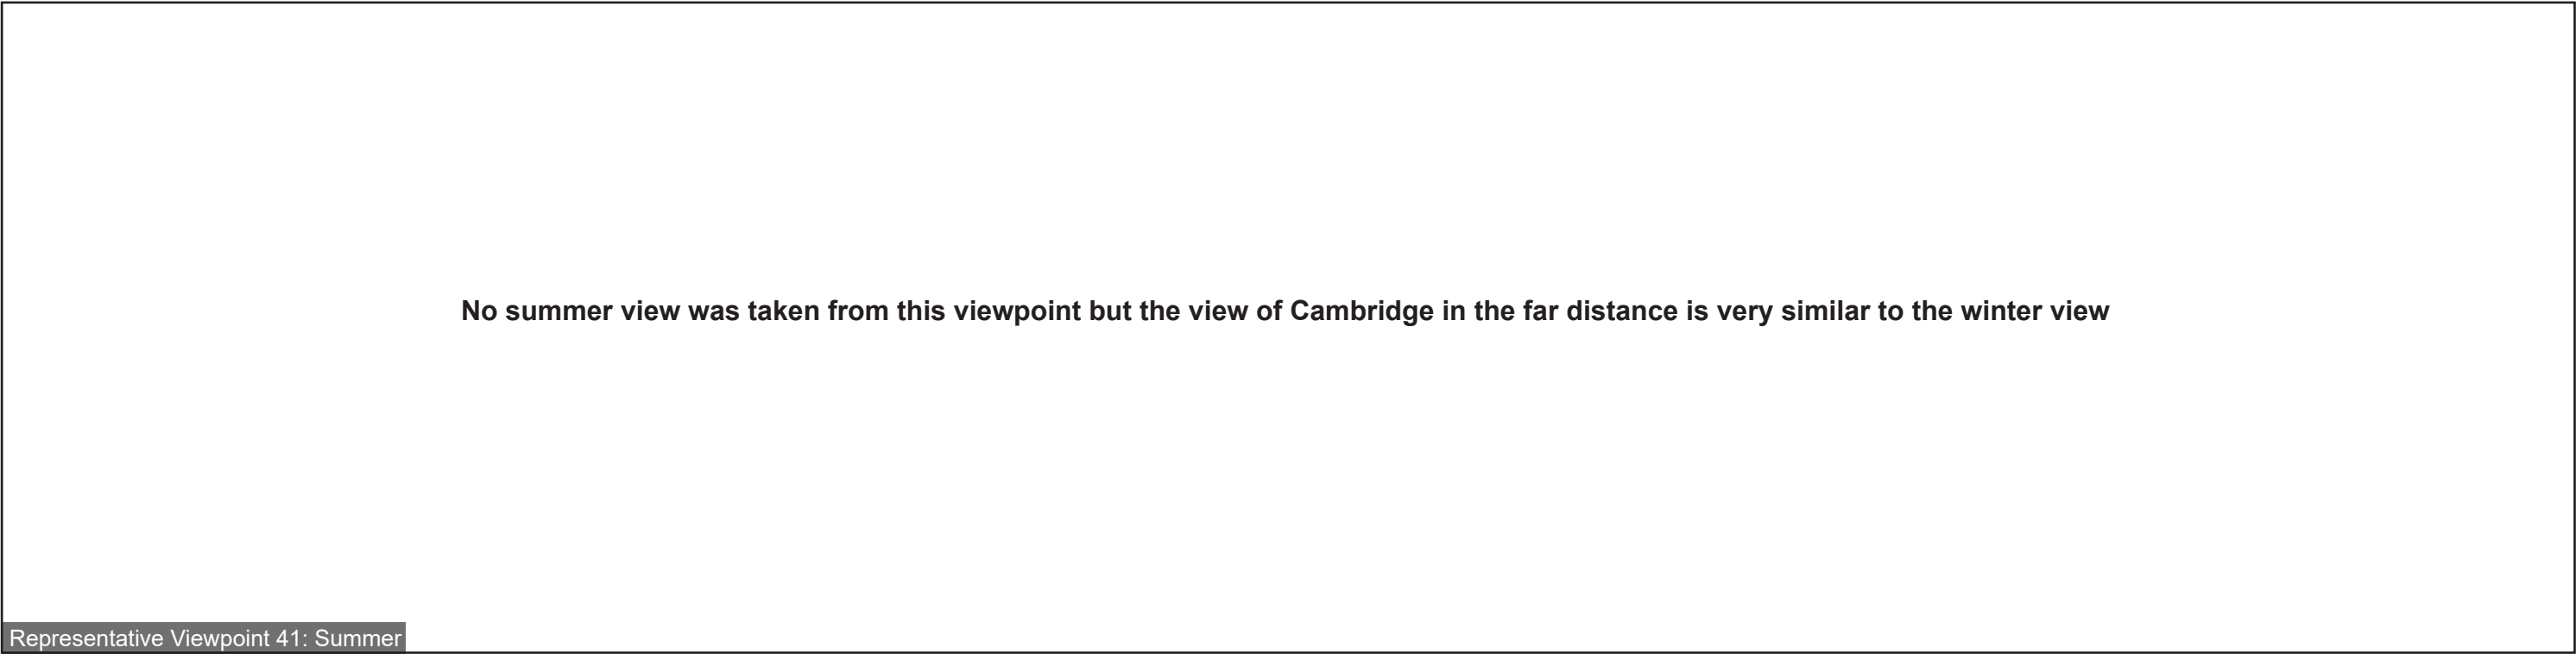 No summer view was taken from this viewpoint but the view of Cambridge in the far distance is very similar to the winter view
Representative Viewpoint 41: Summer